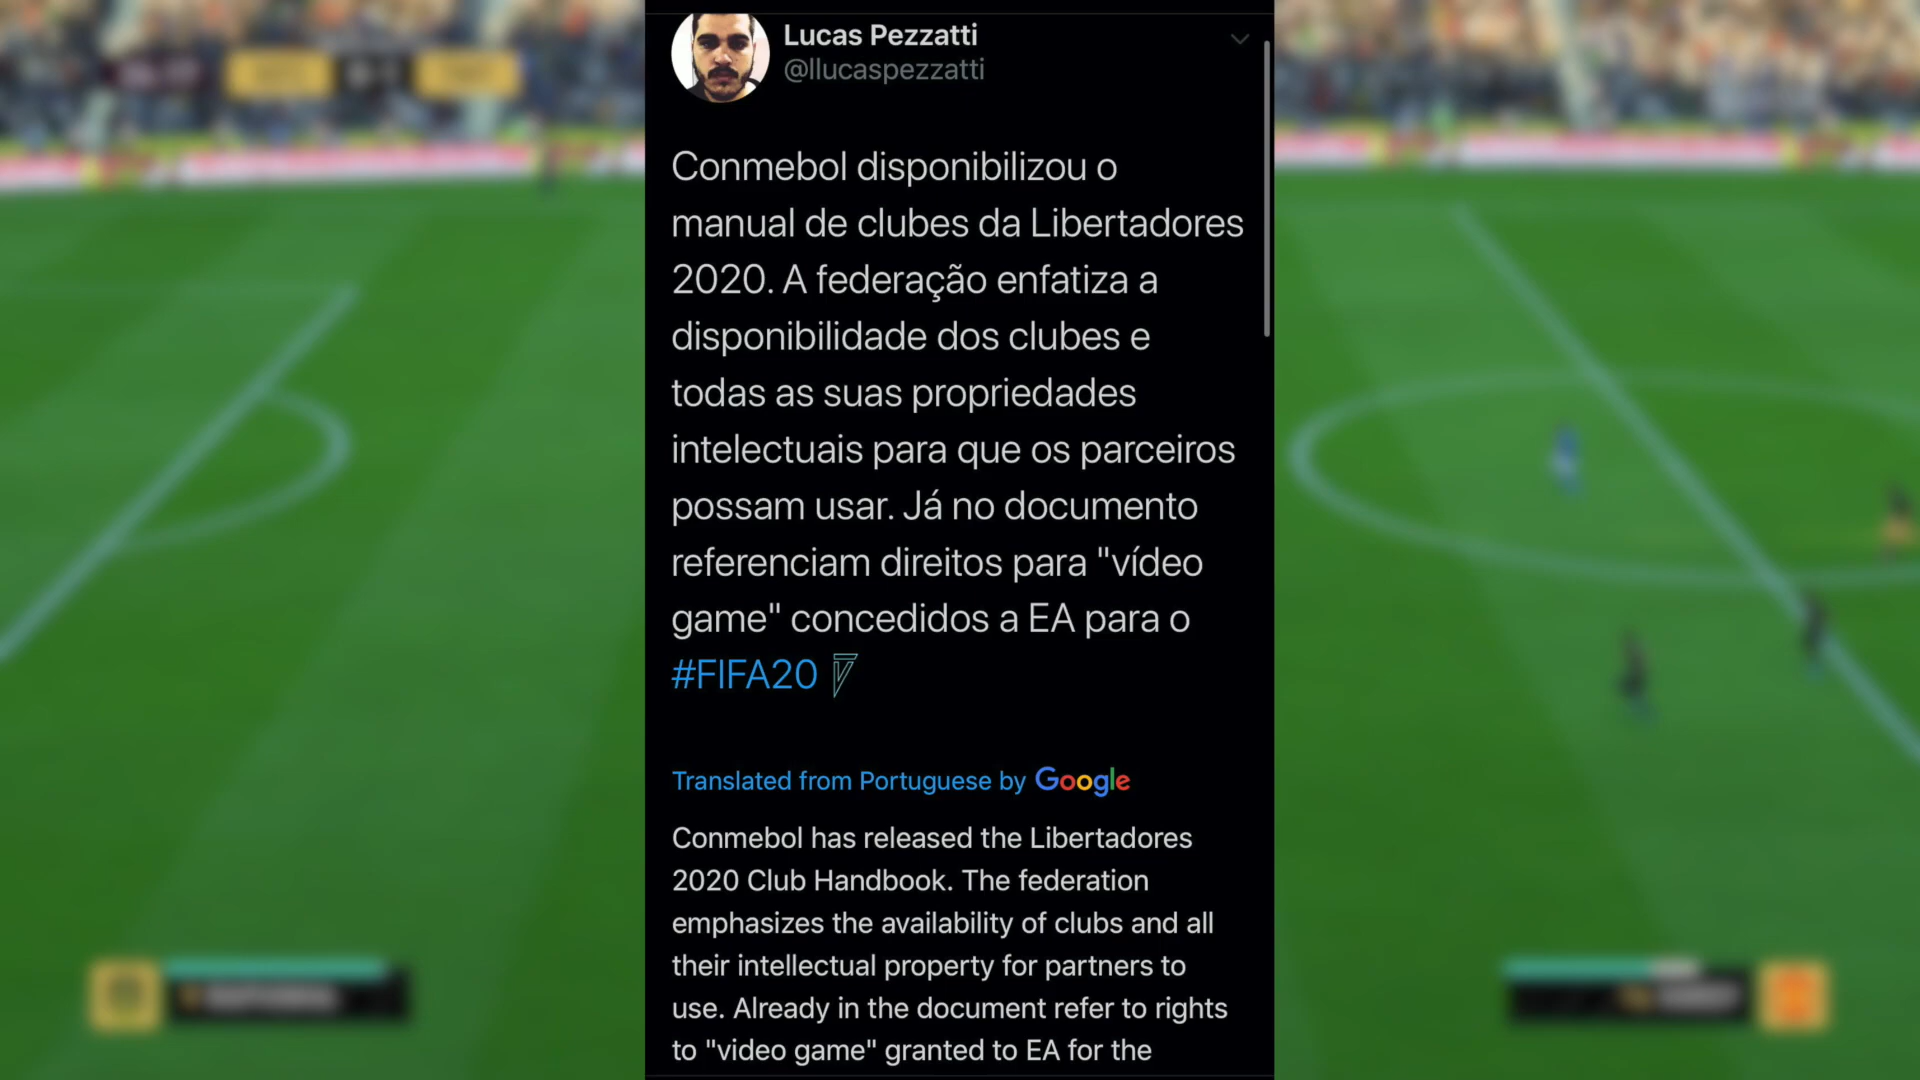 Lucas Pezzatti
@llucaspezzatti
Conmebol disponibilizou o
manual de clubes da Libertadores
2020. A federação enfatiza a
disponibilidade dos clubes e
todas as suas propriedades
intelectuais para que os parceiros
possam usar. Já no documento
referenciam direitos para "vídeo
game" concedidos a EA para o
#FIFA20
Translated from Portuguese by Google
Conmebol has released the Libertadores
2020 Club Handbook. The federation
emphasizes the availability of clubs and all
their intellectual property for partners to
use. Already in the document refer to rights
to "video game" granted to EA for the